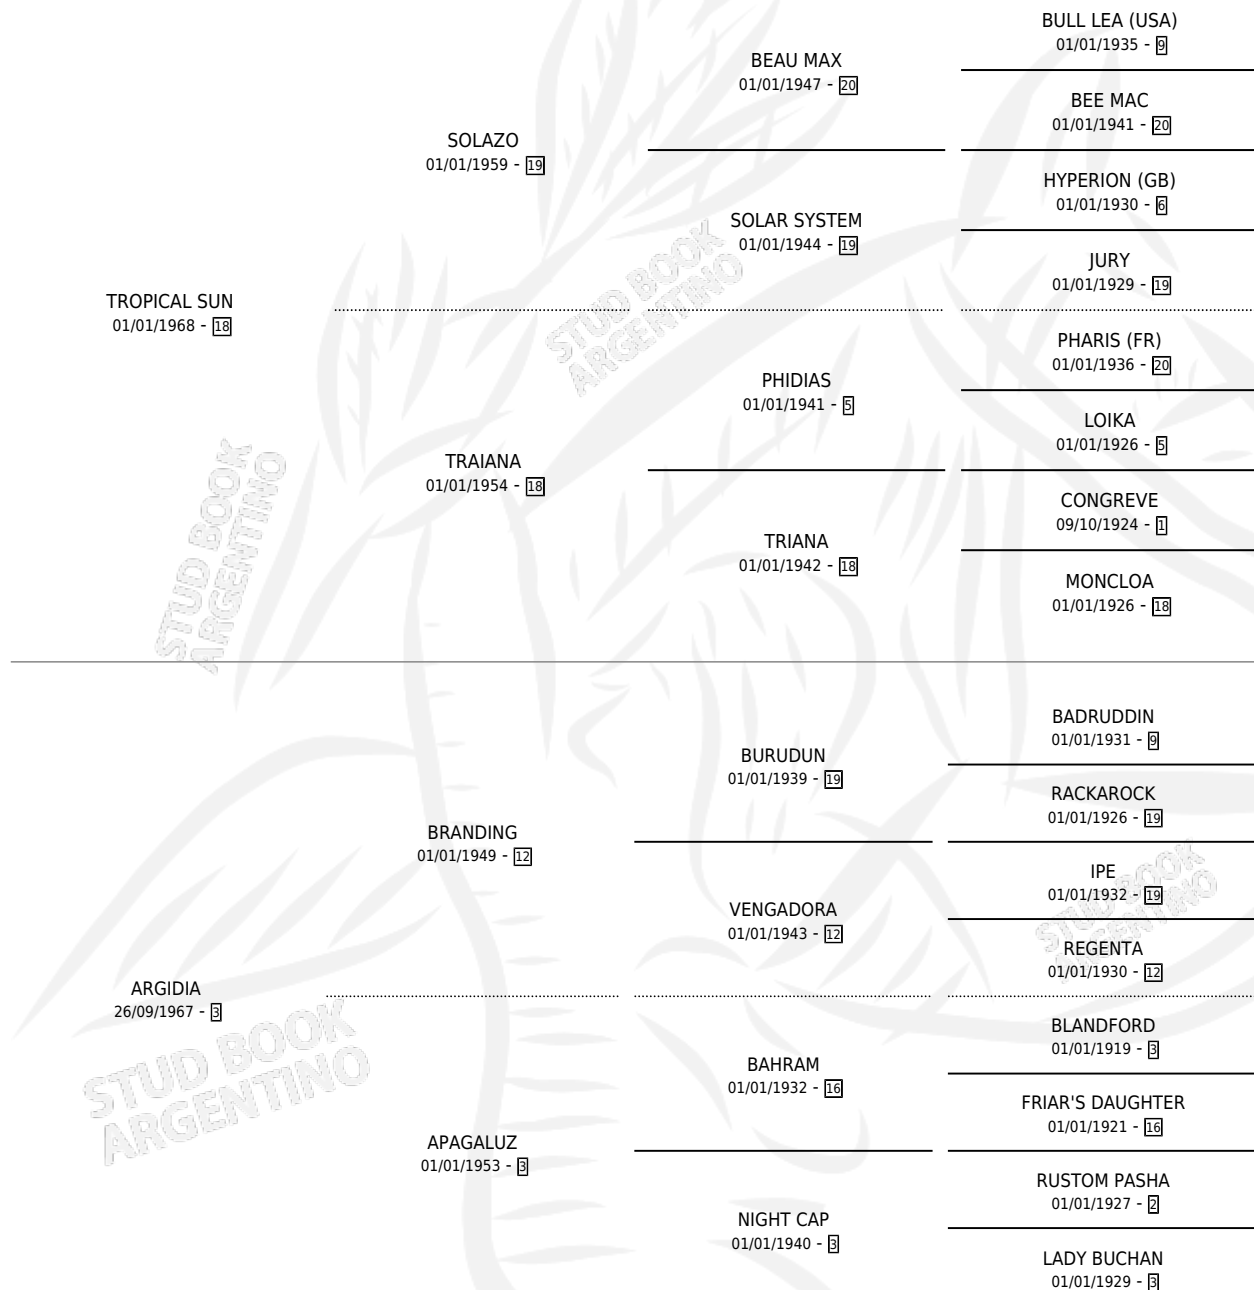 BULL LEA (USA)
01/01/1935 - 9
BEAU MAX
01/01/1947 - 20
BEE MAC
01/01/1941 - 20
SOLAZO
01/01/1959 - 19
HYPERION (GB)
01/01/1930 - 6
SOLAR SYSTEM
01/01/1944 - 19
JURY
01/01/1929 - 19
TROPICAL SUN
01/01/1968 - 18
PHARIS (FR)
01/01/1936 - 20
PHIDIAS
01/01/1941 - 5
LOIKA
01/01/1926 - 5
TRAIANA
01/01/1954 - 18
CONGREVE
09/10/1924 - 1
TRIANA
01/01/1942 - 18
MONCLOA
01/01/1926 - 18
BADRUDDIN
01/01/1931 - 9
BURUDUN
01/01/1939 - 19
RACKAROCK
01/01/1926 - 19
BRANDING
01/01/1949 - 12
IPE
01/01/1932 - 19
VENGADORA
01/01/1943 - 12
REGENTA
01/01/1930 - 12
ARGIDIA
26/09/1967 - 3
BLANDFORD
01/01/1919 - 3
BAHRAM
01/01/1932 - 16
FRIAR'S DAUGHTER
01/01/1921 - 16
APAGALUZ
01/01/1953 - 3
RUSTOM PASHA
01/01/1927 - 2
NIGHT CAP
01/01/1940 - 3
LADY BUCHAN
01/01/1929 - 3
STUD BOOK
ARGENTINO
STUD BOOK
ARGENTINO
STUD BOOK
ARGENTINO
STUD BOOK
ARGENTINO